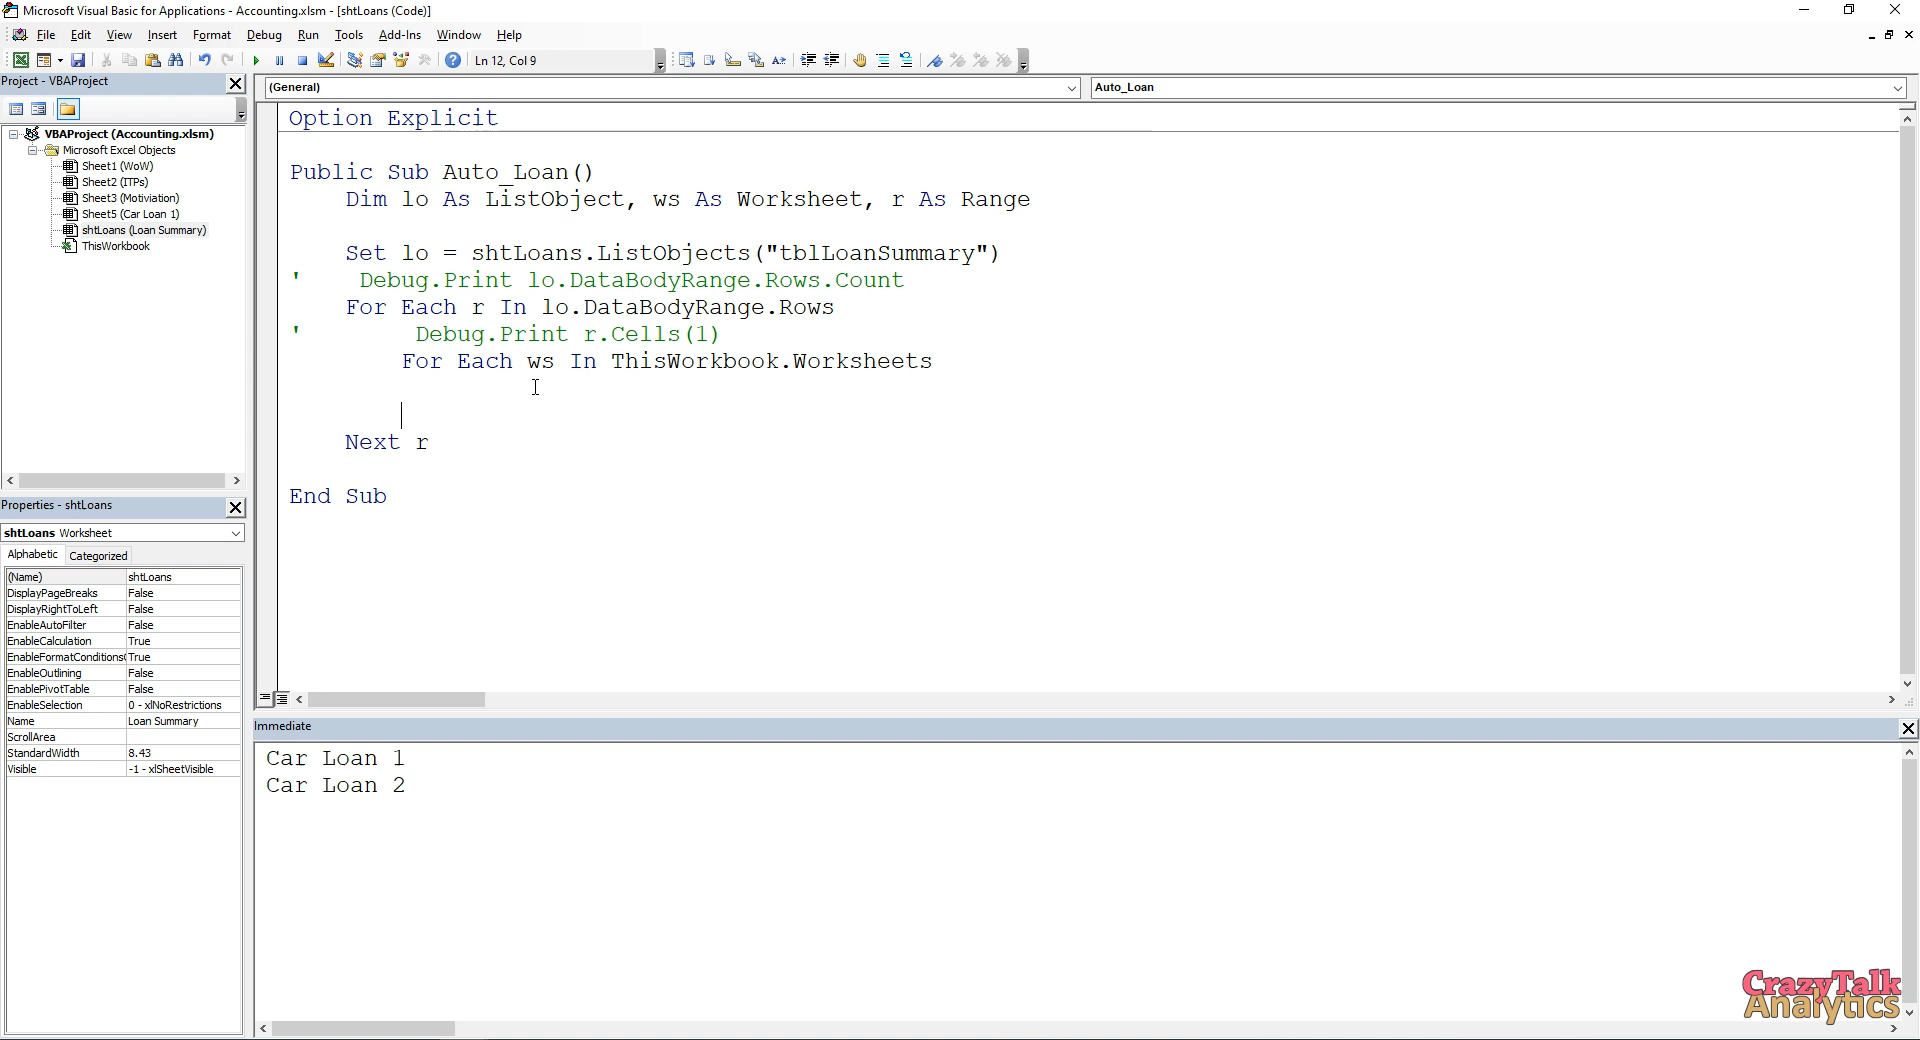 Microsoft Visual Basic for Applications - Accounting.xlsm - [shtLoans (Code)]
File Edit View Insert Format Debug Run Tools Add-Ins Window Help
Ln 12, Col 9
Project - VBAProject
(General) Auto_Loan
VBAProject (Accounting.xlsm)
Microsoft Excel Objects
Sheet1 (WoW)
Sheet2 (ITPs)
Sheet3 (Motiviation)
Sheet5 (Car Loan 1)
shtLoans (Loan Summary)
ThisWorkbook
Option Explicit
Public Sub Auto_Loan()
Dim lo As ListObject, ws As Worksheet, r As Range
Set lo = shtLoans.ListObjects("tblLoanSummary")
' Debug.Print lo.DataBodyRange.Rows.Count
For Each r In lo.DataBodyRange.Rows
' Debug.Print r.Cells(1)
For Each ws In ThisWorkbook.Worksheets
Next r
End Sub
Properties - shtLoans
shtLoans Worksheet
Alphabetic Categorized
(Name) shtLoans
DisplayPageBreaks False
DisplayRightToLeft False
EnableAutoFilter False
EnableCalculation True
EnableFormatConditions True
EnableOutlining False
EnablePivotTable False
EnableSelection 0 - xlNoRestrictions
Name Loan Summary
ScrollArea
StandardWidth 8.43
Visible -1 - xlSheetVisible
Immediate
Car Loan 1
Car Loan 2
CrazyTalk
Analytics